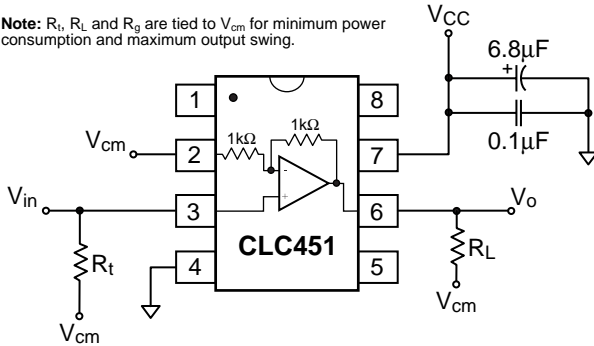 Note: Rt, RL and Rg are tied to Vcm for minimum power
consumption and maximum output swing.
VCC
6.8μF
+
0.1μF
1
8
Vcm
2
1kΩ
1kΩ
7
-
+
Vin
3
6
Vo
CLC451
Rt
4
5
RL
Vcm
Vcm